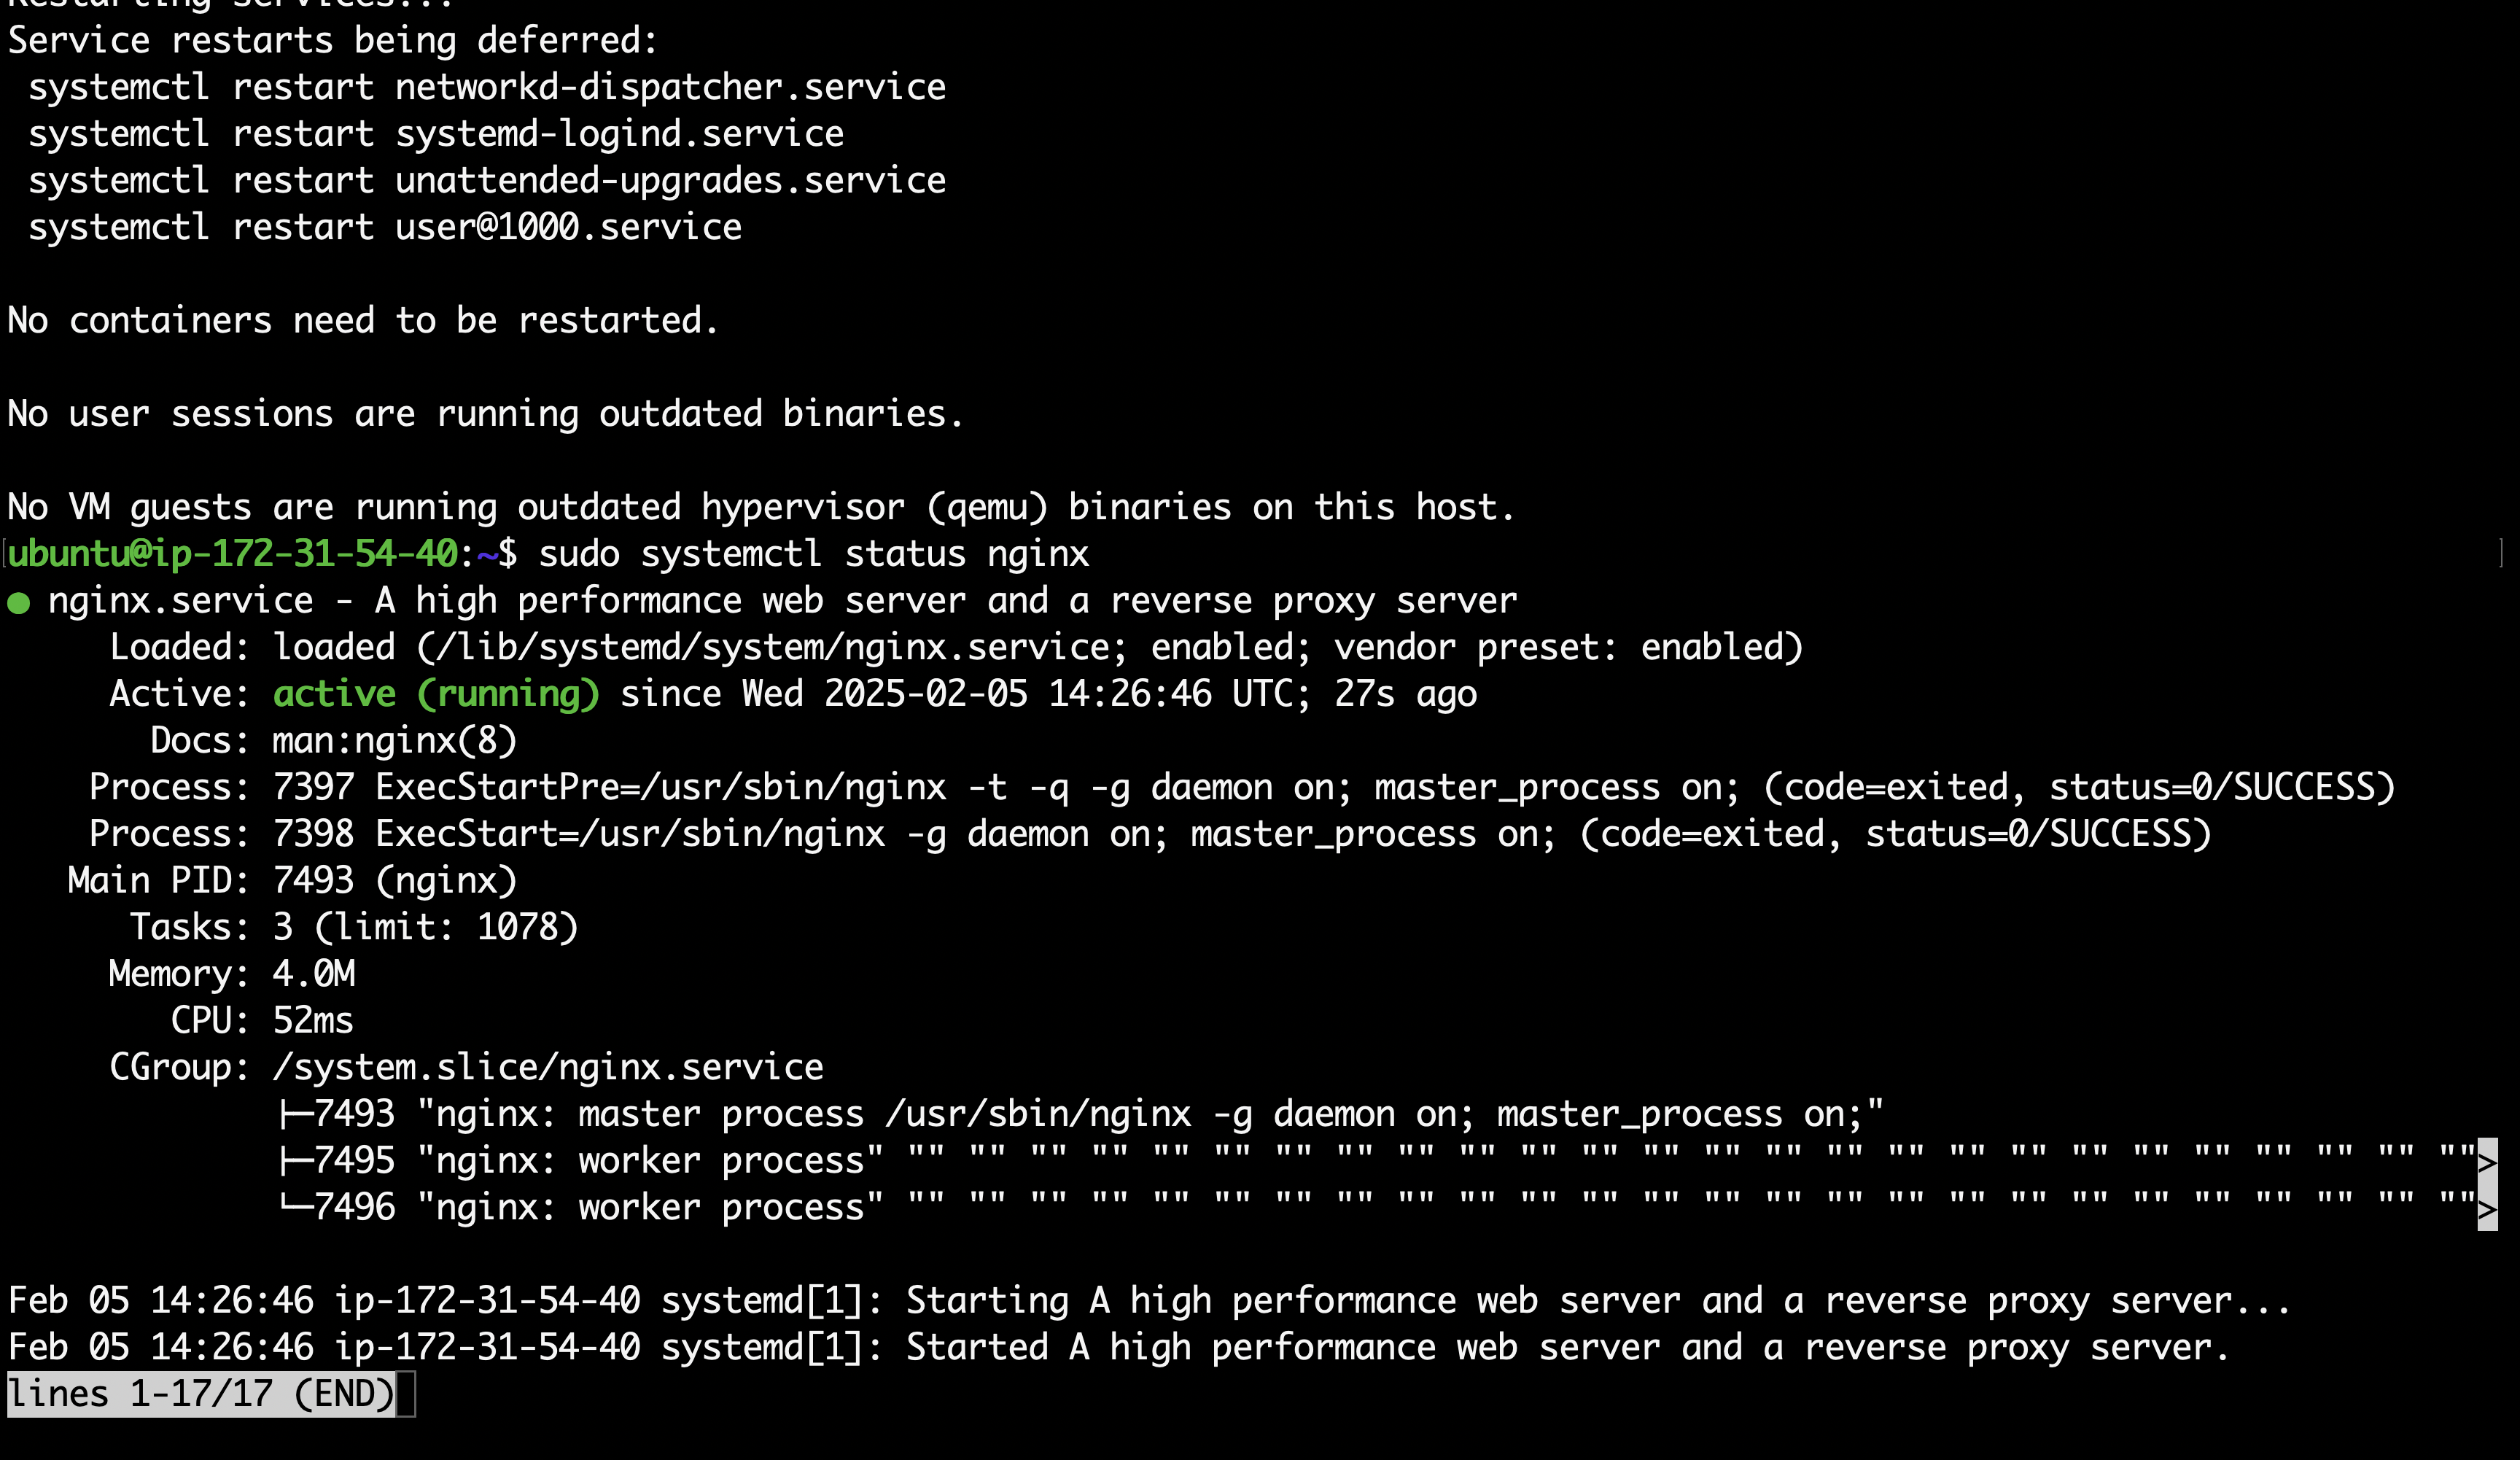 Restarting services...
Service restarts being deferred:
 systemctl restart networkd-dispatcher.service
 systemctl restart systemd-logind.service
 systemctl restart unattended-upgrades.service
 systemctl restart user@1000.service

No containers need to be restarted.

No user sessions are running outdated binaries.

No VM guests are running outdated hypervisor (qemu) binaries on this host.
[ubuntu@ip-172-31-54-40:~$ sudo systemctl status nginx ]
● nginx.service - A high performance web server and a reverse proxy server
     Loaded: loaded (/lib/systemd/system/nginx.service; enabled; vendor preset: enabled)
     Active: active (running) since Wed 2025-02-05 14:26:46 UTC; 27s ago
       Docs: man:nginx(8)
    Process: 7397 ExecStartPre=/usr/sbin/nginx -t -q -g daemon on; master_process on; (code=exited, status=0/SUCCESS)
    Process: 7398 ExecStart=/usr/sbin/nginx -g daemon on; master_process on; (code=exited, status=0/SUCCESS)
   Main PID: 7493 (nginx)
      Tasks: 3 (limit: 1078)
     Memory: 4.0M
        CPU: 52ms
     CGroup: /system.slice/nginx.service
             ├─7493 "nginx: master process /usr/sbin/nginx -g daemon on; master_process on;"
             ├─7495 "nginx: worker process" "" "" "" "" "" "" "" "" "" "" "" "" "" "" "" "" "" "" "" "" "" "" "" "" "" "">
             └─7496 "nginx: worker process" "" "" "" "" "" "" "" "" "" "" "" "" "" "" "" "" "" "" "" "" "" "" "" "" "" "">

Feb 05 14:26:46 ip-172-31-54-40 systemd[1]: Starting A high performance web server and a reverse proxy server...
Feb 05 14:26:46 ip-172-31-54-40 systemd[1]: Started A high performance web server and a reverse proxy server.
lines 1-17/17 (END)